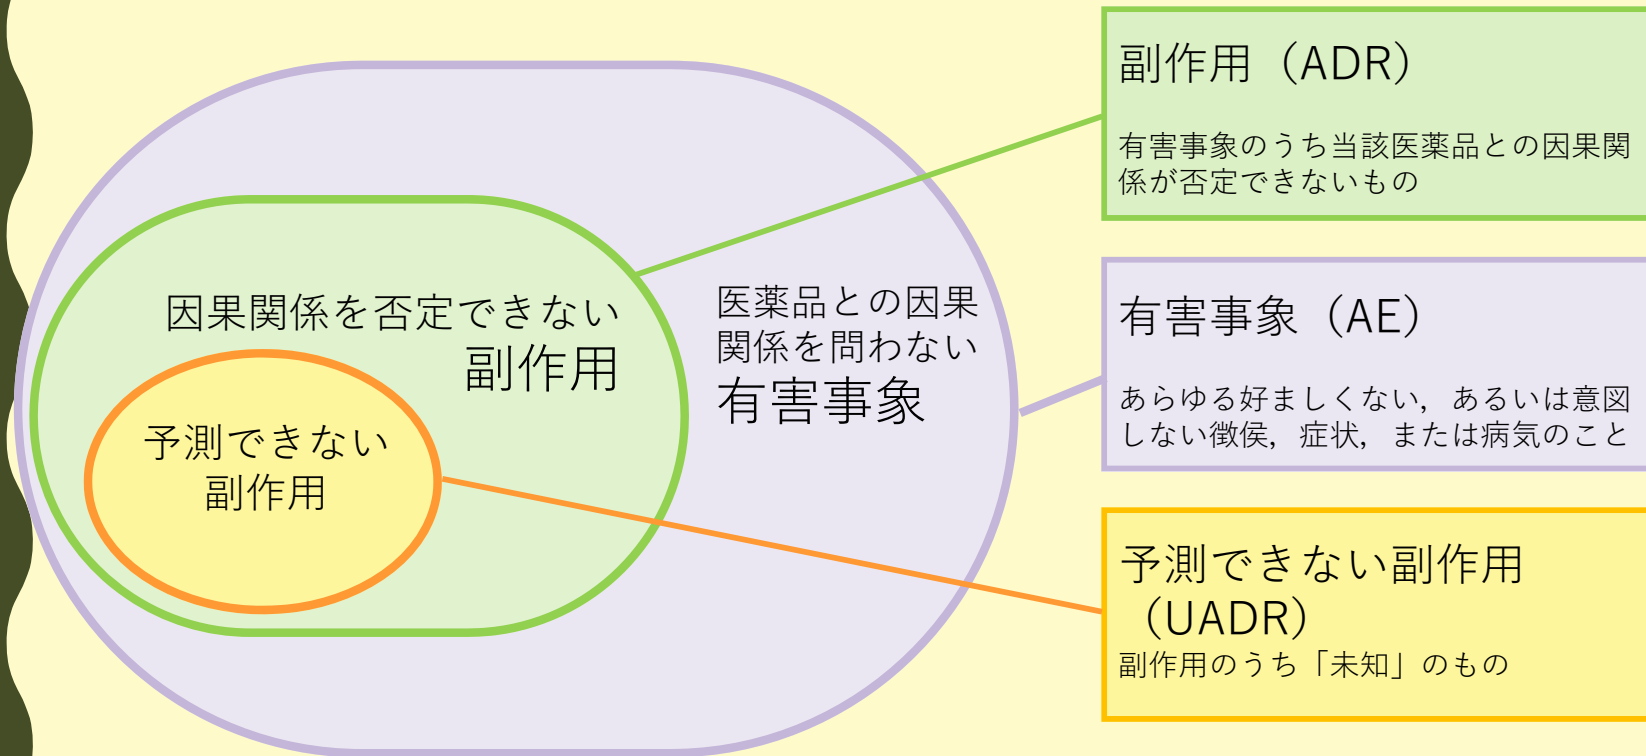 因果関係を否定できない
副作用
予測できない
副作用
医薬品との因果
関係を問わない
有害事象
副作用（ADR）
有害事象のうち当該医薬品との因果関
係が否定できないもの
有害事象（AE）
あらゆる好ましくない，あるいは意図
しない徴侯，症状，または病気のこと
予測できない副作用
（UADR）
副作用のうち「未知」のもの